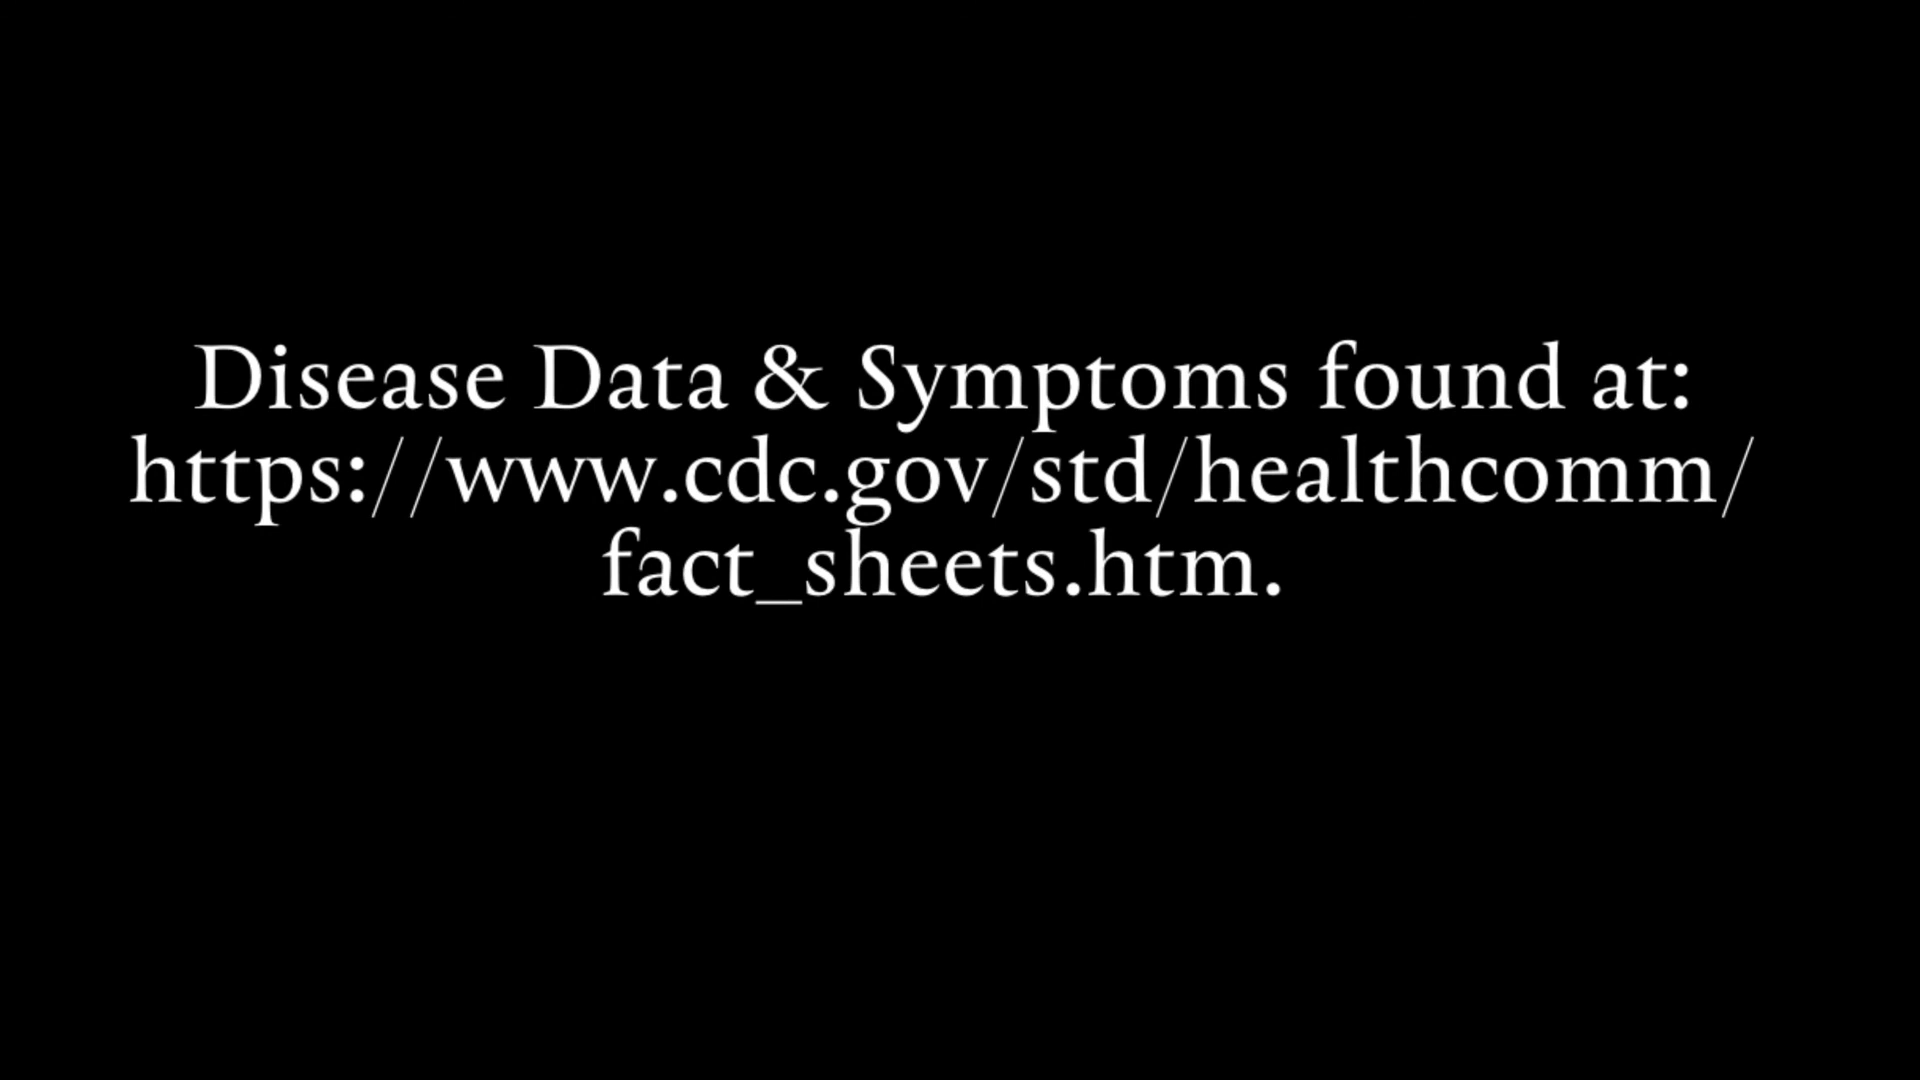 Disease Data & Symptoms found at:
https://www.cdc.gov/std/healthcomm/
fact_sheets.htm.